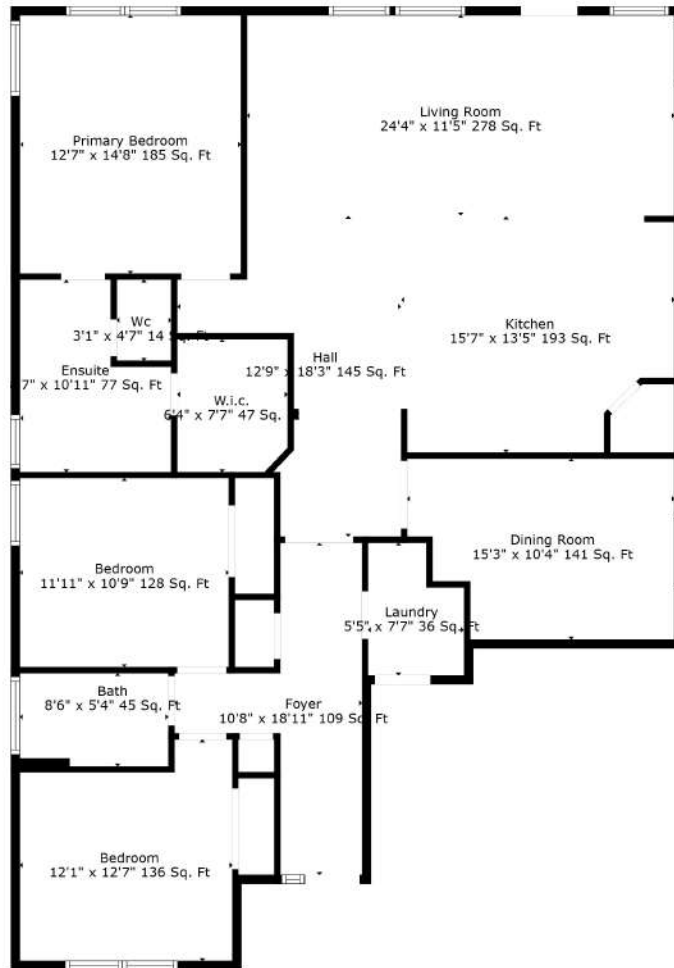 Living Room
24'4" x 11'5" 278 Sq. Ft
Primary Bedroom
12'7" x 14'8" 185 Sq. Ft
Wc
3'1" x 4'7" 14 Sq. Ft
Kitchen
15'7" x 13'5" 193 Sq. Ft
Hall
12'9" x 18'3" 145 Sq. Ft
Ensuite
7" x 10'11" 77 Sq. Ft
W.i.c.
6'4" x 7'7" 47 Sq.
Dining Room
15'3" x 10'4" 141 Sq. Ft
Bedroom
11'11" x 10'9" 128 Sq. Ft
Laundry
5'5" x 7'7" 36 Sq. Ft
Bath
8'6" x 5'4" 45 Sq. Ft
Foyer
10'8" x 18'11" 109 Sq. Ft
Bedroom
12'1" x 12'7" 136 Sq. Ft